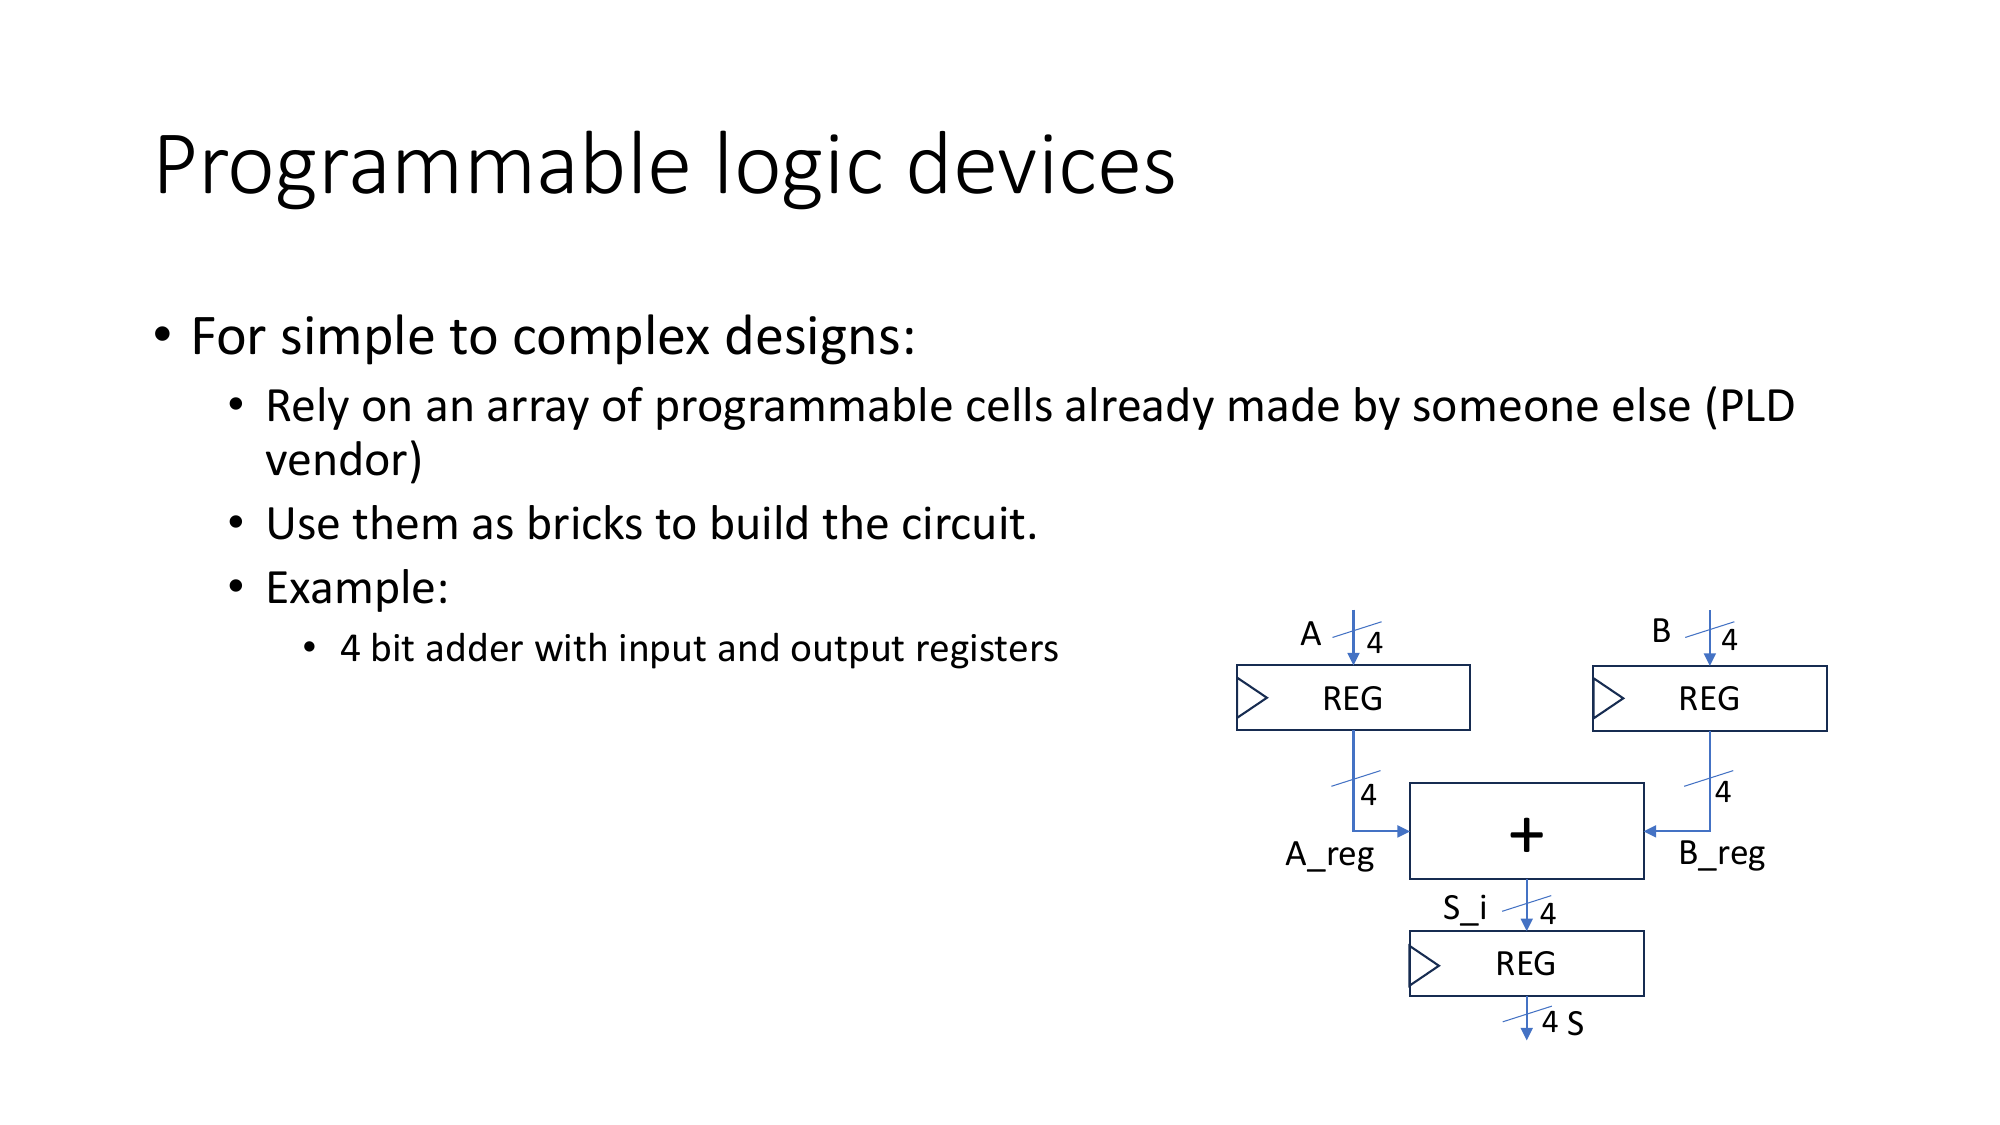 Programmable logic devices
• For simple to complex designs:
• Rely on an array of programmable cells already made by someone else (PLD
vendor)
• Use them as bricks to build the circuit.
• Example:
• 4 bit adder with input and output registers
A 4
B 4
REG
REG
4
4
+
A_reg
B_reg
S_i 4
REG
4 S